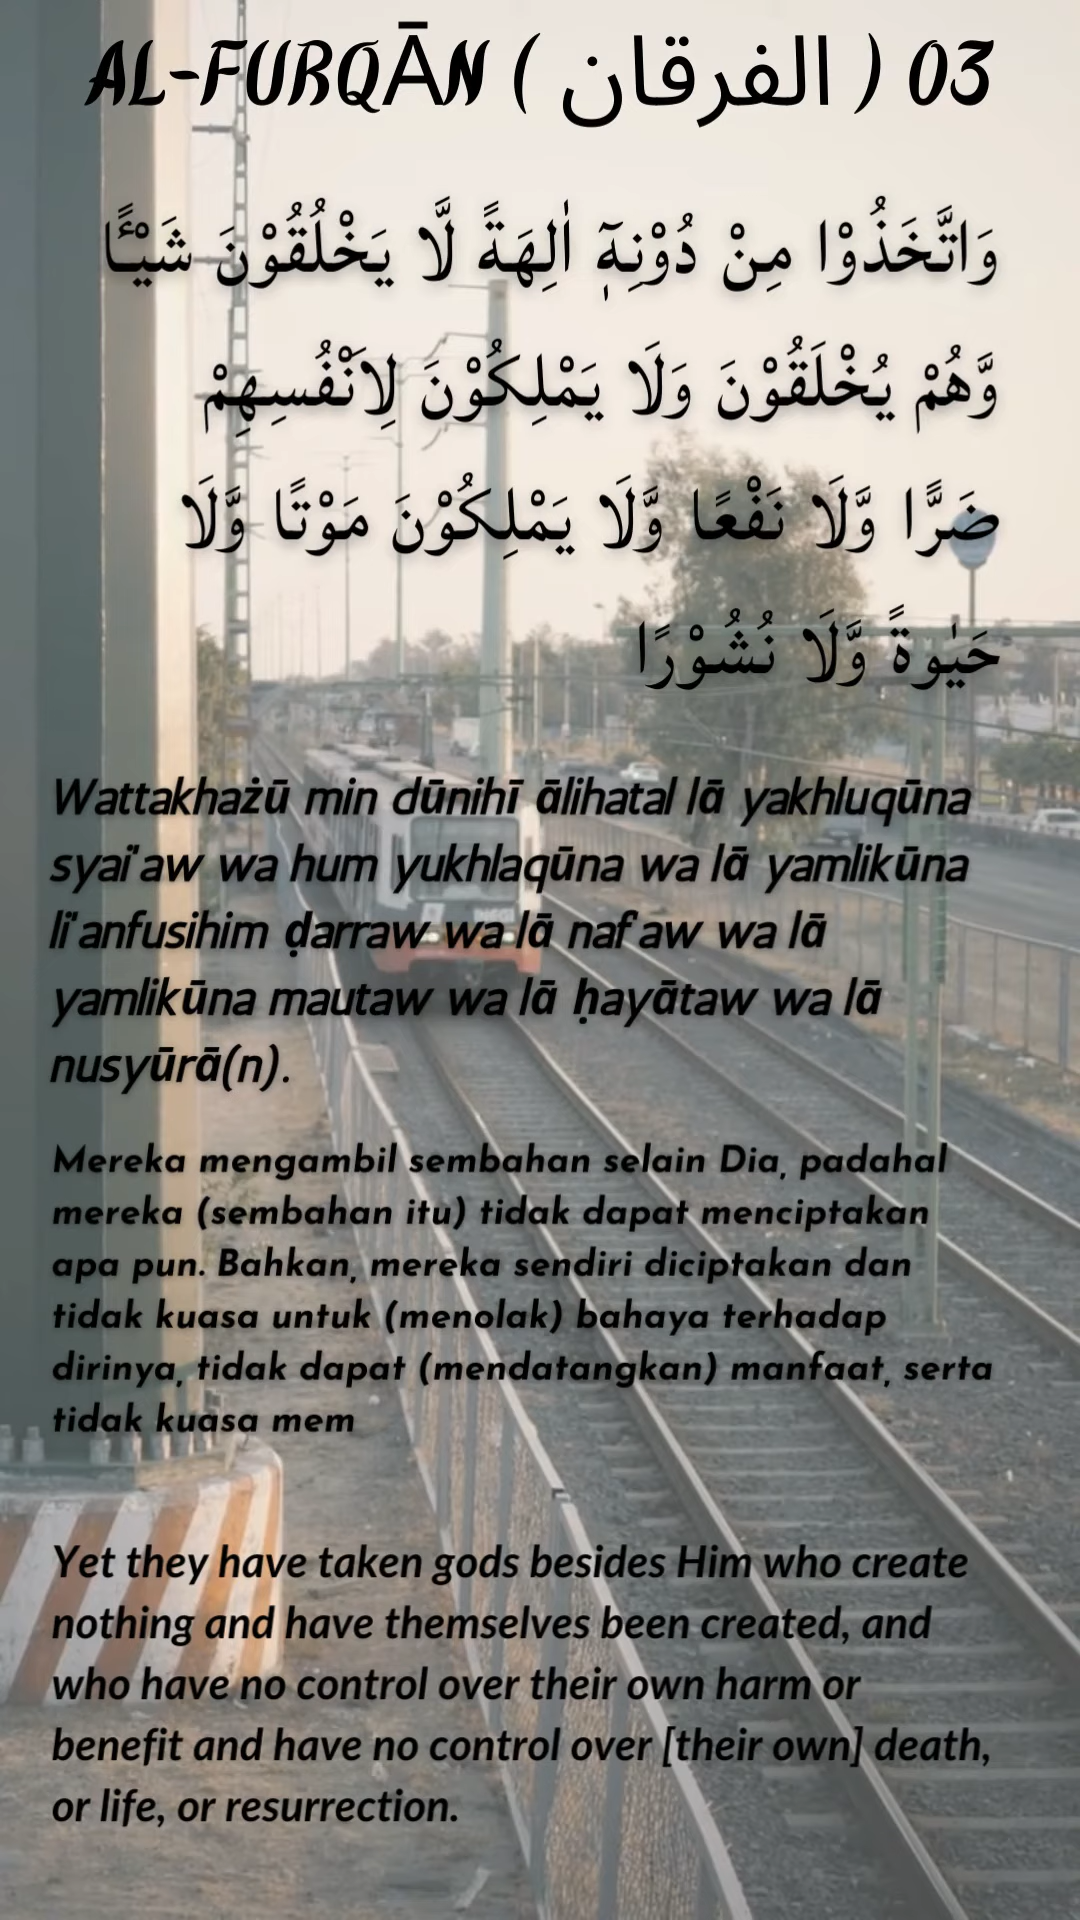 AL-FURQĀN ( الفرقان ) 03
وَاتَّخَذُوْا مِنْ دُوْنِهٖٓ اٰلِهَةً لَّا يَخْلُقُوْنَ شَيْـًٔا
وَّهُمْ يُخْلَقُوْنَ وَلَا يَمْلِكُوْنَ لِاَنْفُسِهِمْ
ضَرًّا وَّلَا نَفْعًا وَّلَا يَمْلِكُوْنَ مَوْتًا وَّلَا
حَيٰوةً وَّلَا نُشُوْرًا
Wattakhażū min dūnihī ālihatal lā yakhluqūna
syai'aw wa hum yukhlaqūna wa lā yamlikūna
li'anfusihim ḍarraw wa lā naf'aw wa lā
yamlikūna mautaw wa lā ḥayātaw wa lā
nusyūrā(n).
Mereka mengambil sembahan selain Dia, padahal
mereka (sembahan itu) tidak dapat menciptakan
apa pun. Bahkan, mereka sendiri diciptakan dan
tidak kuasa untuk (menolak) bahaya terhadap
dirinya, tidak dapat (mendatangkan) manfaat, serta
tidak kuasa mem
Yet they have taken gods besides Him who create
nothing and have themselves been created, and
who have no control over their own harm or
benefit and have no control over [their own] death,
or life, or resurrection.